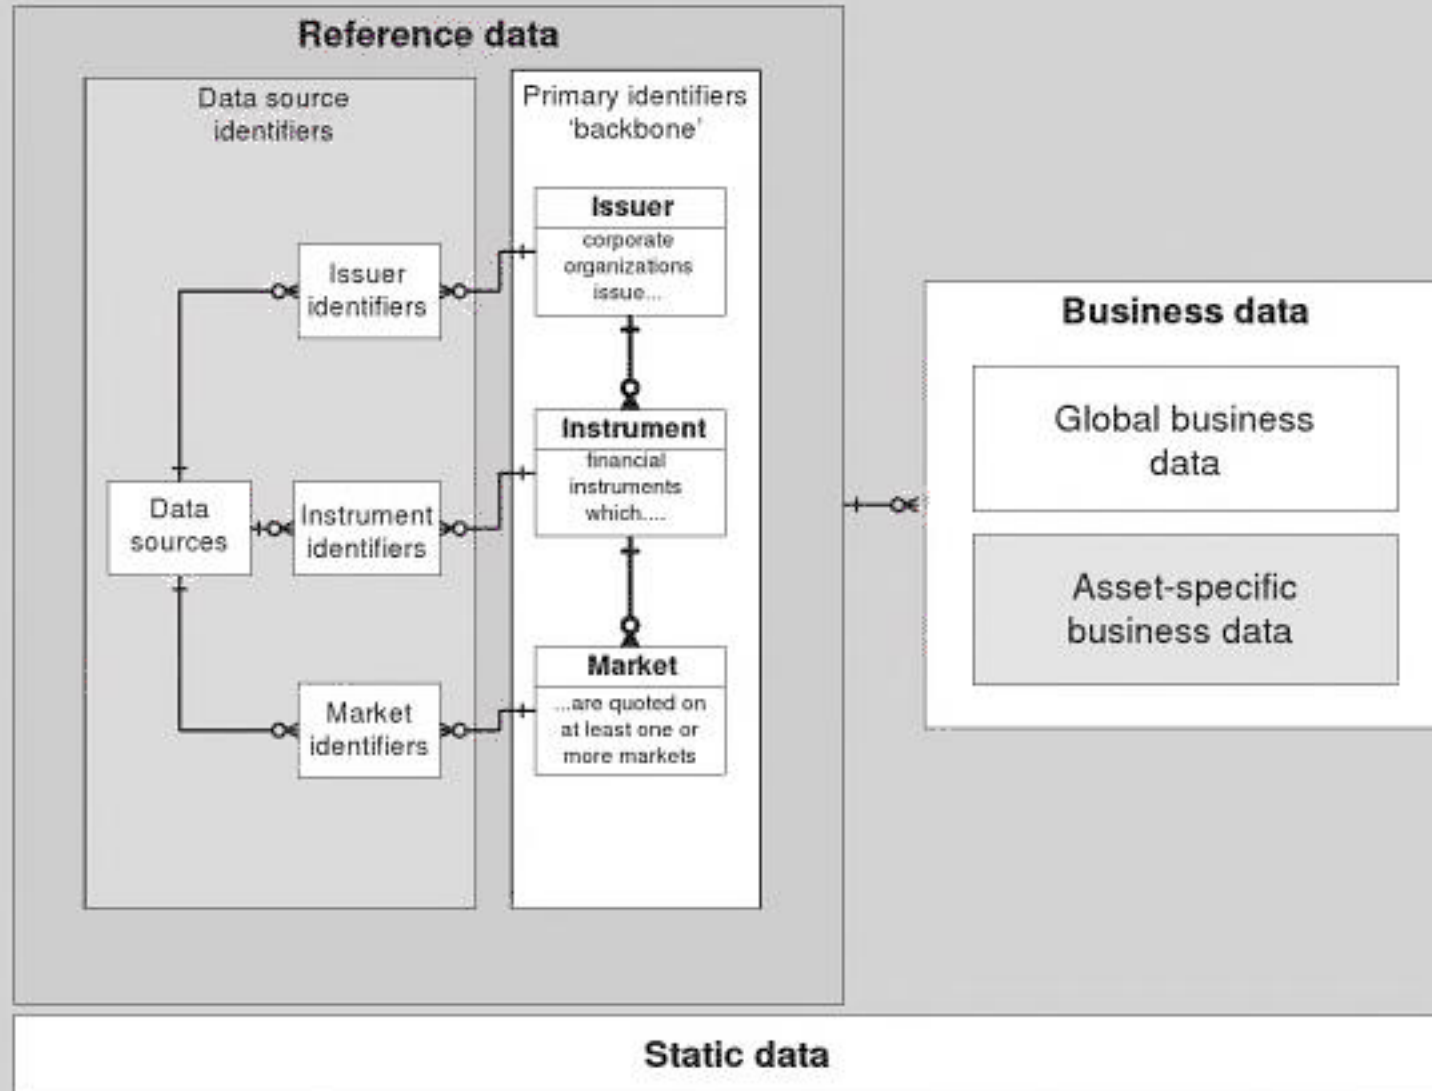 Reference data
Data source
identifiers
Primary identifiers
‘backbone’
Issuer
corporate
organizations
issue...
Issuer
identifiers
Instrument
financial
instruments
which....
Data
sources
Instrument
identifiers
Market
...are quoted on
at least one or
more markets
Market
identifiers
Business data
Global business
data
Asset-specific
business data
Static data